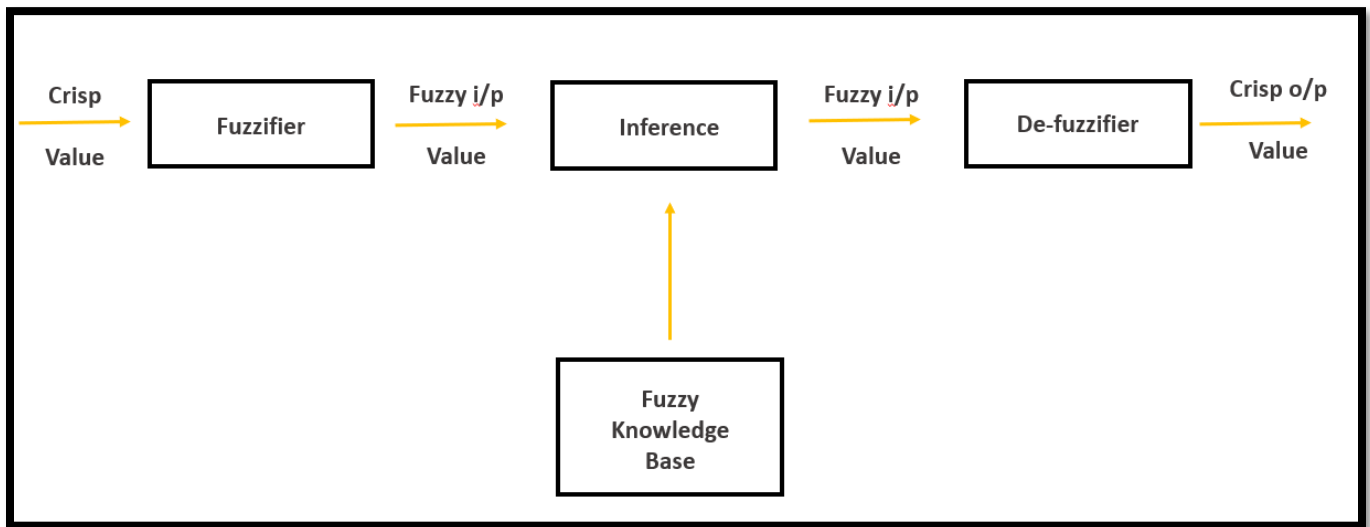 Crisp
Value
Fuzzifier
Fuzzy i/p
Value
Inference
Fuzzy i/p
Value
De-fuzzifier
Crisp o/p
Value
Fuzzy
Knowledge
Base